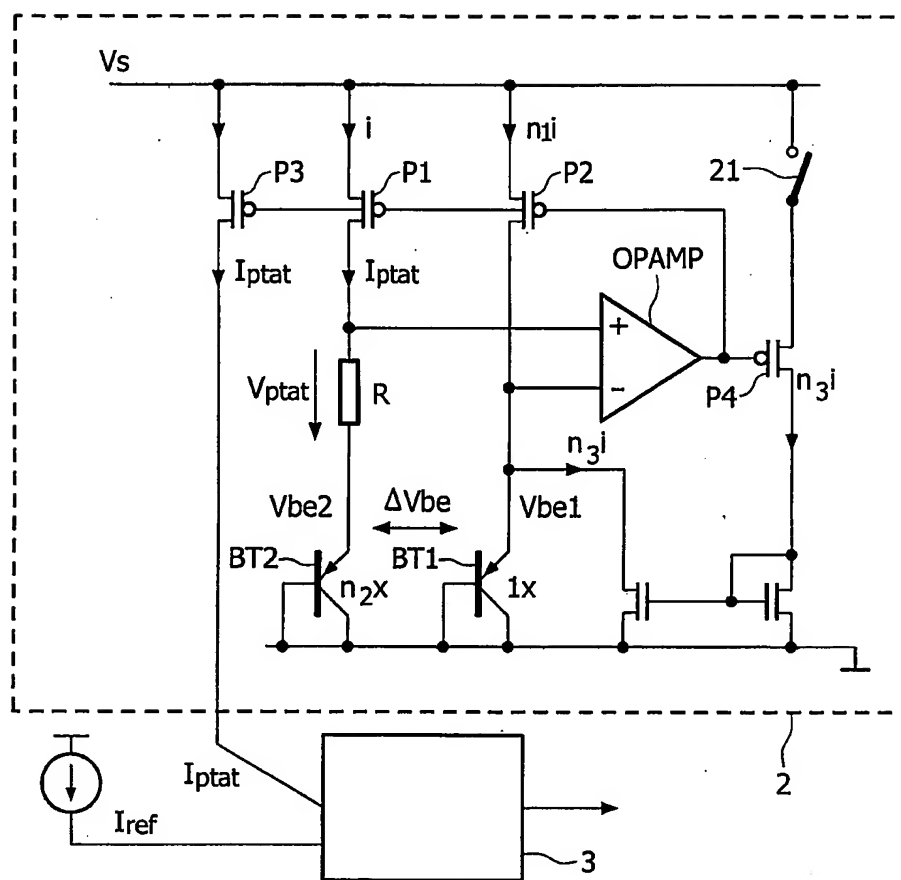 Vs
i
n1i
P3
P1
P2
21
OPAMP
Iptat
Iptat
+
-
Vptat
R
P4
n3i
n3i
Vbe2
ΔVbe
Vbe1
BT2
n2x
BT1
1x
2
Iptat
Iref
3